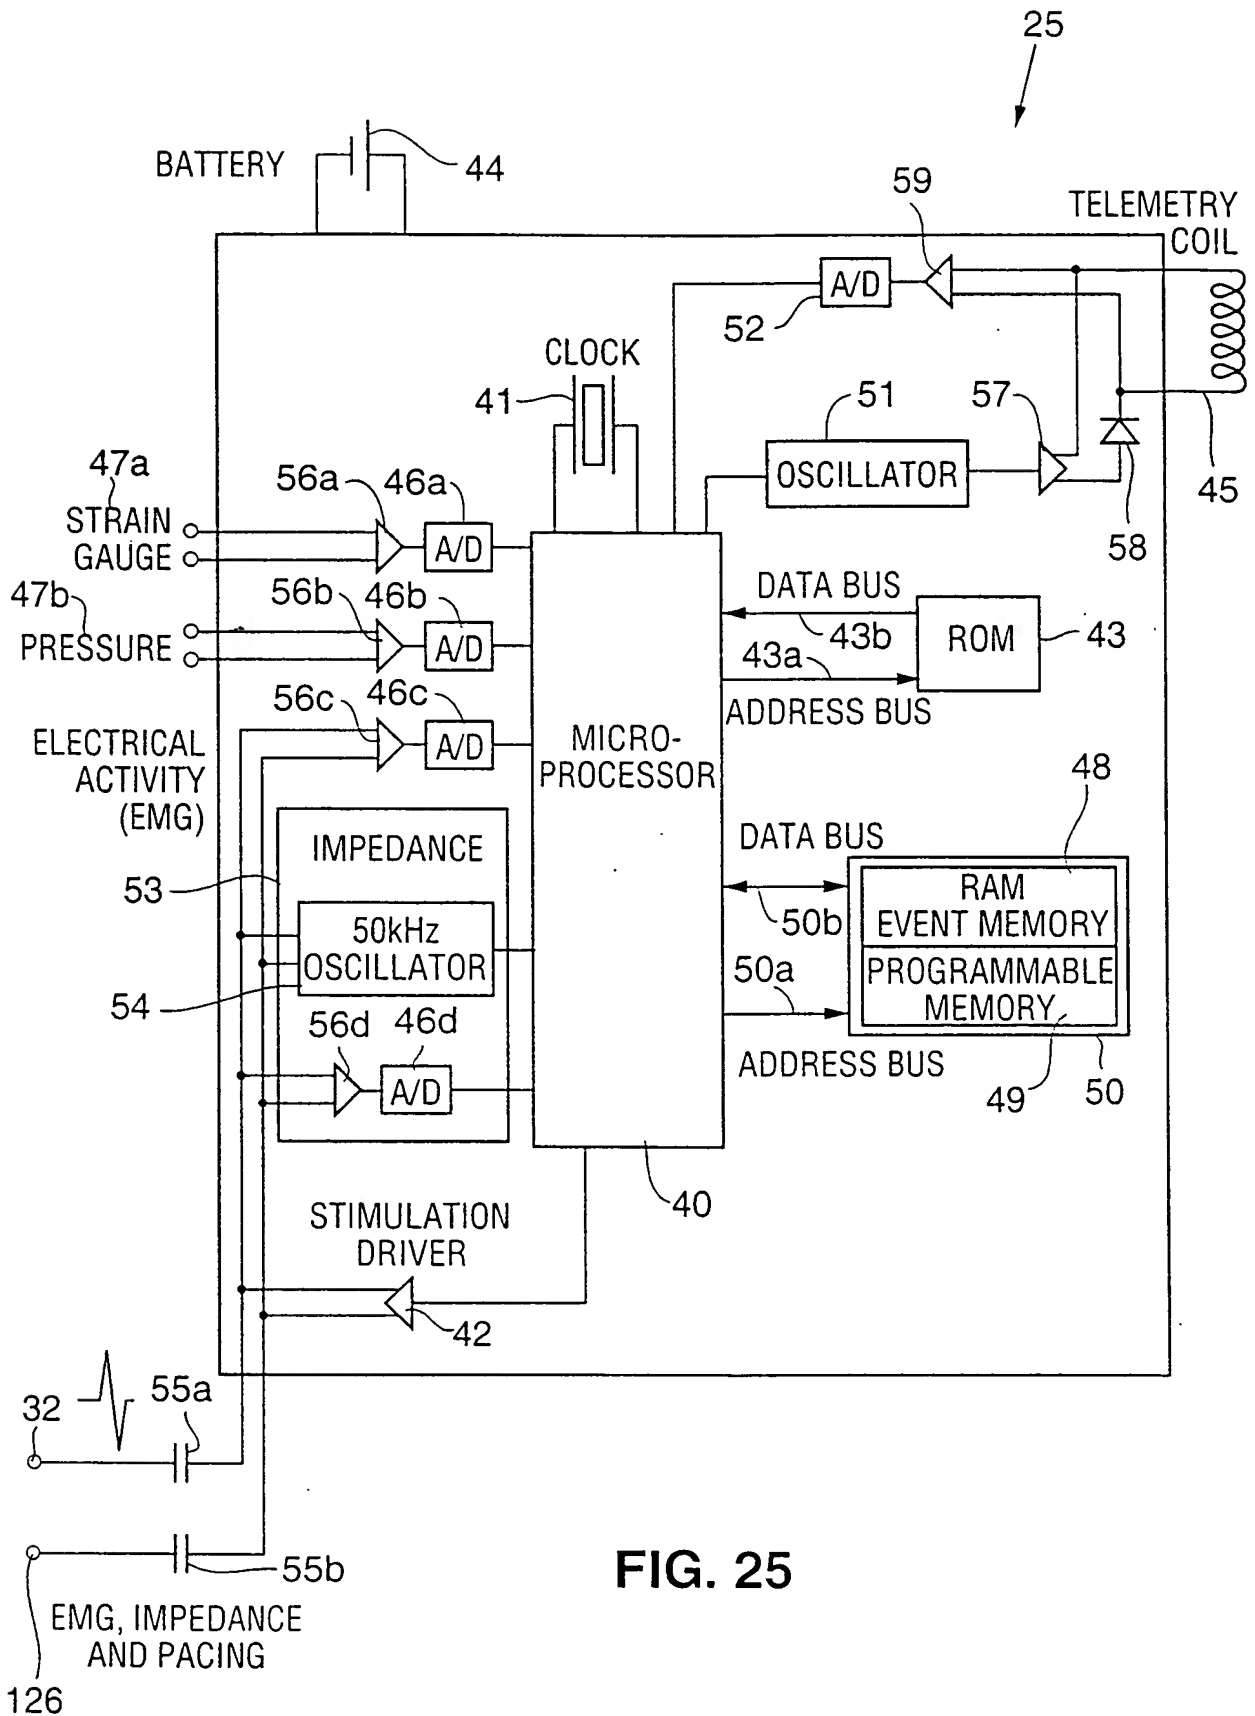 25
BATTERY
44
59
TELEMETRY
COIL
A/D
52
CLOCK
41
51
57
OSCILLATOR
45
58
47a
STRAIN
GAUGE
56a
46a
A/D
47b
PRESSURE
56b
46b
A/D
DATA BUS
43b
43a
ROM
43
ADDRESS BUS
56c
46c
A/D
ELECTRICAL
ACTIVITY
(EMG)
MICRO-
PROCESSOR
48
DATA BUS
IMPEDANCE
53
50kHz
OSCILLATOR
54
50b
RAM
EVENT MEMORY
50a
PROGRAMMABLE
MEMORY
56d
46d
A/D
ADDRESS BUS
49
50
40
STIMULATION
DRIVER
42
32
55a
55b
EMG, IMPEDANCE
AND PACING
126
FIG. 25